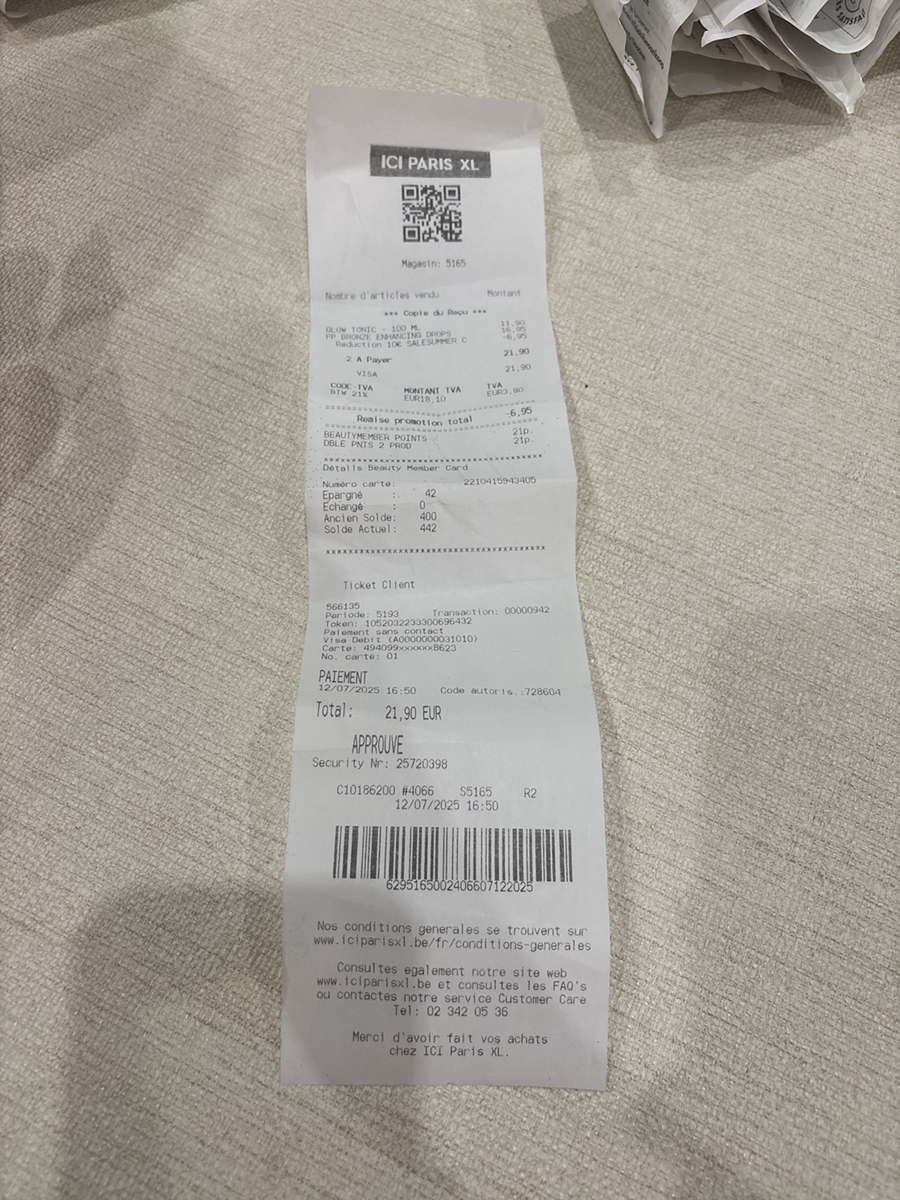 ICI PARIS XL
Magasin: 5165
Nombre d'articles vendu Montant
*** Copie du Reçu ***
GLOW TONIC - 100 ML 11,90
PP BRONZE ENHANCING DROPS 16,95
Reduction 10€ SALESUMMER C -6,95
2 A Payer 21,90
VISA 21,90
CODE-TVA MONTANT TVA TVA
BTW 21% EUR18,10 EUR3,80
Remise promotion total -6,95
BEAUTYMEMBER POINTS 21p.
DBLE PNTS 2 PROD 21p.
Détails Beauty Member Card
Numéro carte: 2210415943405
Epargné : 42
Echangé : 0
Ancien Solde: 400
Solde Actuel: 442
Ticket Client
566135
Periode: 5193 Transaction: 00000942
Token: 1052032233300696432
Paiement sans contact
Visa Debit (A0000000031010)
Carte: 494099xxxxxx8623
No. carte: 01
PAIEMENT
12/07/2025 16:50 Code autoris.:728604
Total: 21,90 EUR
APPROUVE
Security Nr: 25720398
C10186200 #4066 S5165 R2
12/07/2025 16:50
6295165002406607122025
Nos conditions generales se trouvent sur
www.iciparisxl.be/fr/conditions-generales
Consultes egalement notre site web
www.iciparisxl.be et consultes les FAQ's
ou contactes notre service Customer Care
Tel: 02 342 05 36
Merci d'avoir fait vos achats
chez ICI Paris XL.